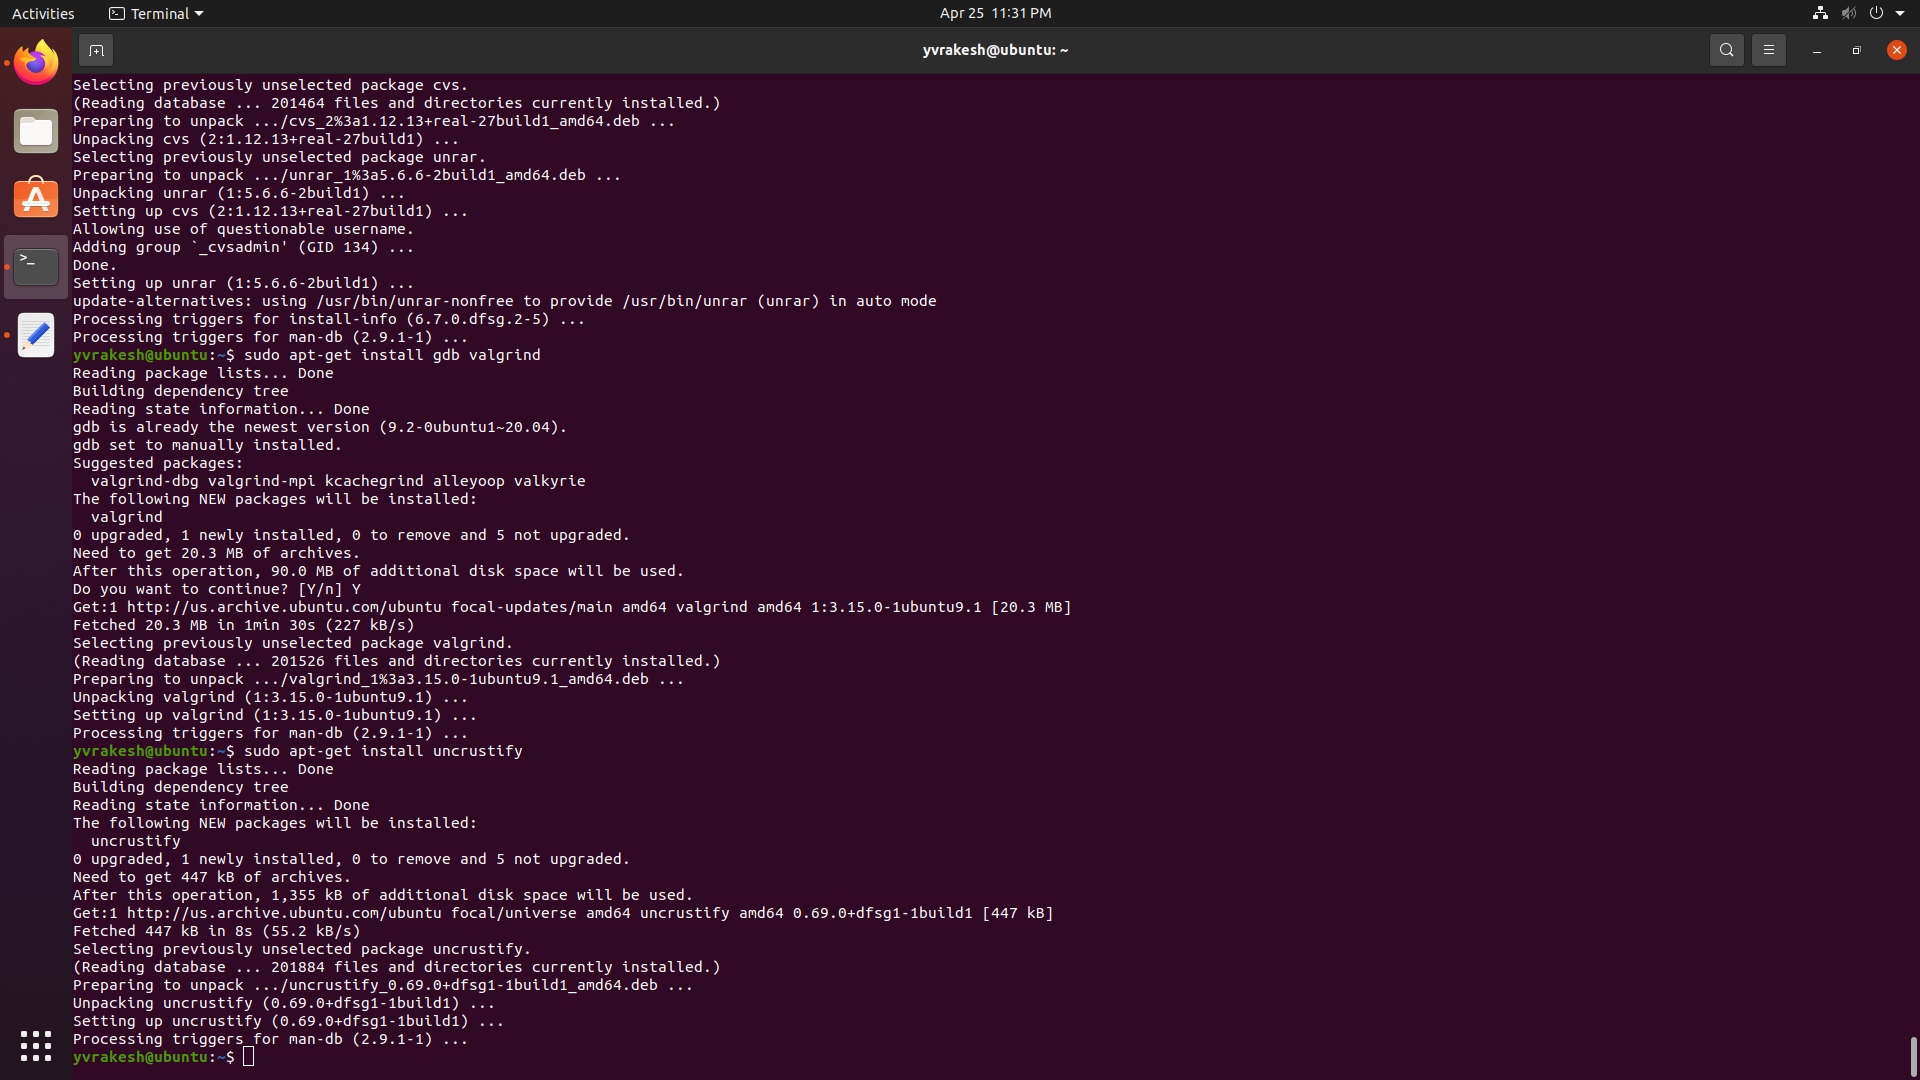 Activities
Terminal
Apr 25 11:31 PM
yvrakesh@ubuntu: ~
Selecting previously unselected package cvs.
(Reading database ... 201464 files and directories currently installed.)
Preparing to unpack .../cvs_2%3a1.12.13+real-27build1_amd64.deb ...
Unpacking cvs (2:1.12.13+real-27build1) ...
Selecting previously unselected package unrar.
Preparing to unpack .../unrar_1%3a5.6.6-2build1_amd64.deb ...
Unpacking unrar (1:5.6.6-2build1) ...
Setting up cvs (2:1.12.13+real-27build1) ...
Allowing use of questionable username.
Adding group `_cvsadmin' (GID 134) ...
Done.
Setting up unrar (1:5.6.6-2build1) ...
update-alternatives: using /usr/bin/unrar-nonfree to provide /usr/bin/unrar (unrar) in auto mode
Processing triggers for install-info (6.7.0.dfsg.2-5) ...
Processing triggers for man-db (2.9.1-1) ...
yvrakesh@ubuntu:~$ sudo apt-get install gdb valgrind
Reading package lists... Done
Building dependency tree
Reading state information... Done
gdb is already the newest version (9.2-0ubuntu1~20.04).
gdb set to manually installed.
Suggested packages:
  valgrind-dbg valgrind-mpi kcachegrind alleyoop valkyrie
The following NEW packages will be installed:
  valgrind
0 upgraded, 1 newly installed, 0 to remove and 5 not upgraded.
Need to get 20.3 MB of archives.
After this operation, 90.0 MB of additional disk space will be used.
Do you want to continue? [Y/n] Y
Get:1 http://us.archive.ubuntu.com/ubuntu focal-updates/main amd64 valgrind amd64 1:3.15.0-1ubuntu9.1 [20.3 MB]
Fetched 20.3 MB in 1min 30s (227 kB/s)
Selecting previously unselected package valgrind.
(Reading database ... 201526 files and directories currently installed.)
Preparing to unpack .../valgrind_1%3a3.15.0-1ubuntu9.1_amd64.deb ...
Unpacking valgrind (1:3.15.0-1ubuntu9.1) ...
Setting up valgrind (1:3.15.0-1ubuntu9.1) ...
Processing triggers for man-db (2.9.1-1) ...
yvrakesh@ubuntu:~$ sudo apt-get install uncrustify
Reading package lists... Done
Building dependency tree
Reading state information... Done
The following NEW packages will be installed:
  uncrustify
0 upgraded, 1 newly installed, 0 to remove and 5 not upgraded.
Need to get 447 kB of archives.
After this operation, 1,355 kB of additional disk space will be used.
Get:1 http://us.archive.ubuntu.com/ubuntu focal/universe amd64 uncrustify amd64 0.69.0+dfsg1-1build1 [447 kB]
Fetched 447 kB in 8s (55.2 kB/s)
Selecting previously unselected package uncrustify.
(Reading database ... 201884 files and directories currently installed.)
Preparing to unpack .../uncrustify_0.69.0+dfsg1-1build1_amd64.deb ...
Unpacking uncrustify (0.69.0+dfsg1-1build1) ...
Setting up uncrustify (0.69.0+dfsg1-1build1) ...
Processing triggers for man-db (2.9.1-1) ...
yvrakesh@ubuntu:~$